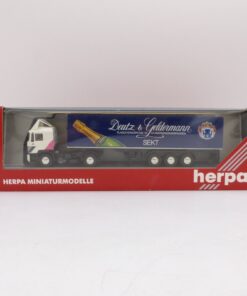 Deutz & Geldermann
SEKT
HERPA MINIATURMODELLE
herpa